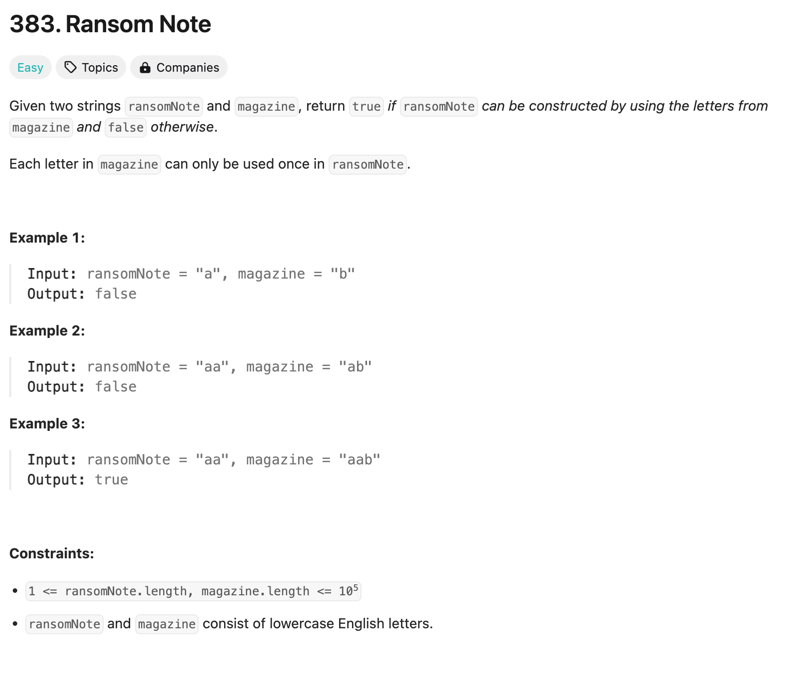 383. Ransom Note
Easy Topics Companies
Given two strings ransomNote and magazine, return true if ransomNote can be constructed by using the letters from
magazine and false otherwise.
Each letter in magazine can only be used once in ransomNote.
Example 1:
Input: ransomNote = "a", magazine = "b"
Output: false
Example 2:
Input: ransomNote = "aa", magazine = "ab"
Output: false
Example 3:
Input: ransomNote = "aa", magazine = "aab"
Output: true
Constraints:
• 1 <= ransomNote.length, magazine.length <= 10⁵
• ransomNote and magazine consist of lowercase English letters.